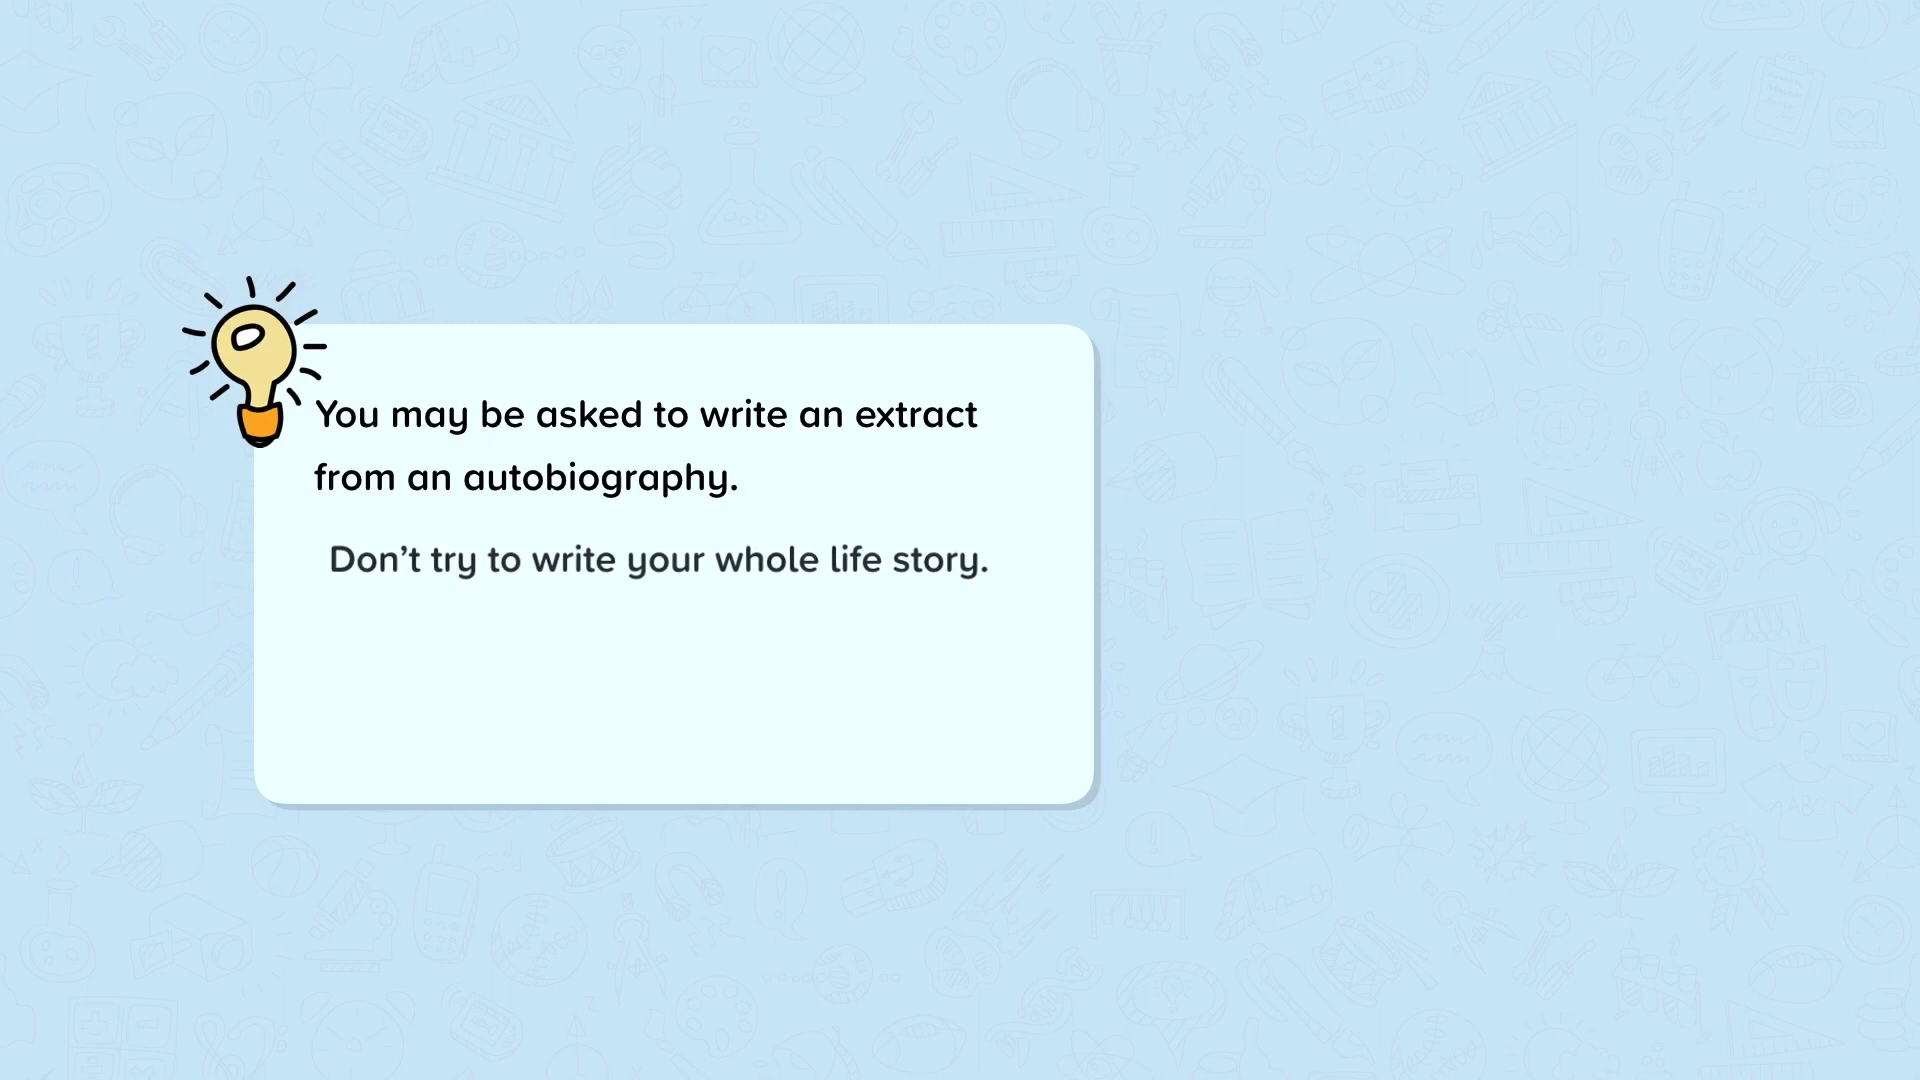 You may be asked to write an extract
from an autobiography.
Don’t try to write your whole life story.